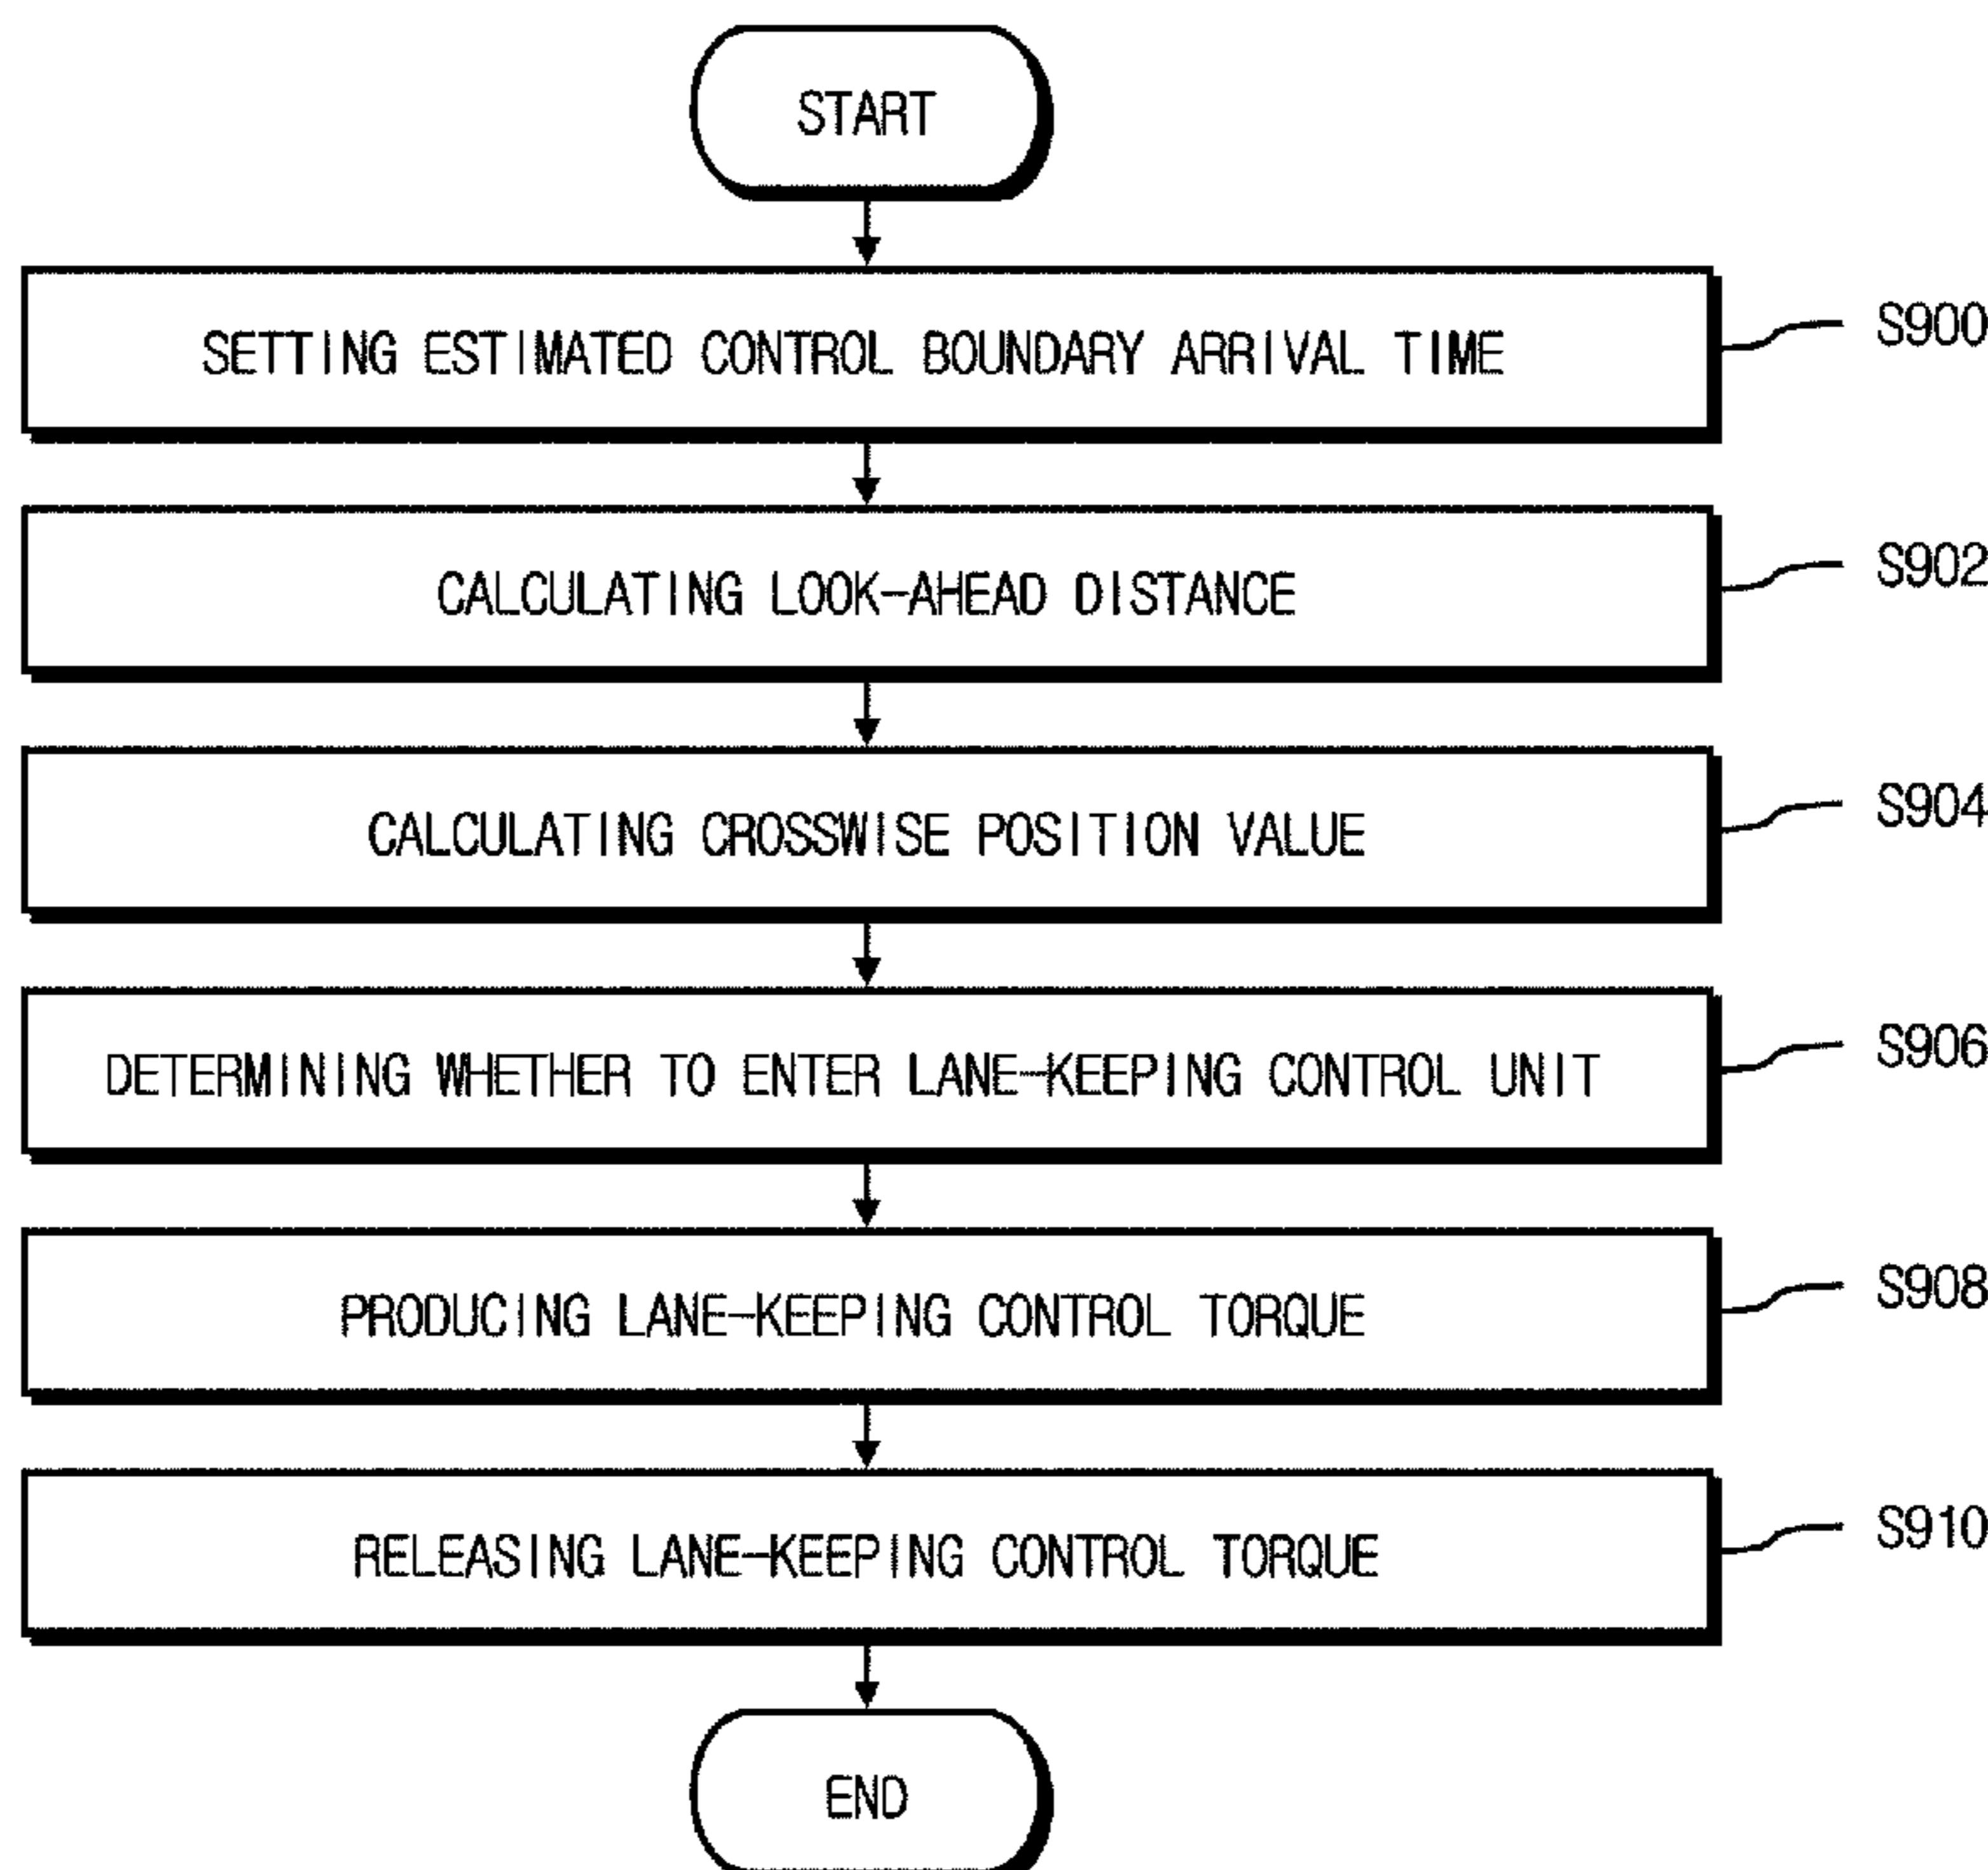 START
SETTING ESTIMATED CONTROL BOUNDARY ARRIVAL TIME
S900
CALCULATING LOOK-AHEAD DISTANCE
S902
CALCULATING CROSSWISE POSITION VALUE
S904
DETERMINING WHETHER TO ENTER LANE-KEEPING CONTROL UNIT
S906
PRODUCING LANE-KEEPING CONTROL TORQUE
S908
RELEASING LANE-KEEPING CONTROL TORQUE
S910
END